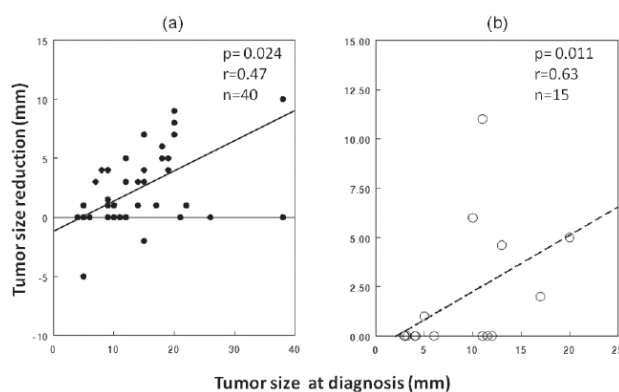 (a)
(b)
Tumor size reduction (mm)
15
10
5
0
-5
-10
p= 0.024
r=0.47
n=40
0
10
20
30
40
15.00
12.50
10.00
7.50
5.00
2.50
0.00
p= 0.011
r=0.63
n=15
0
5
10
15
20
25
Tumor size at diagnosis (mm)